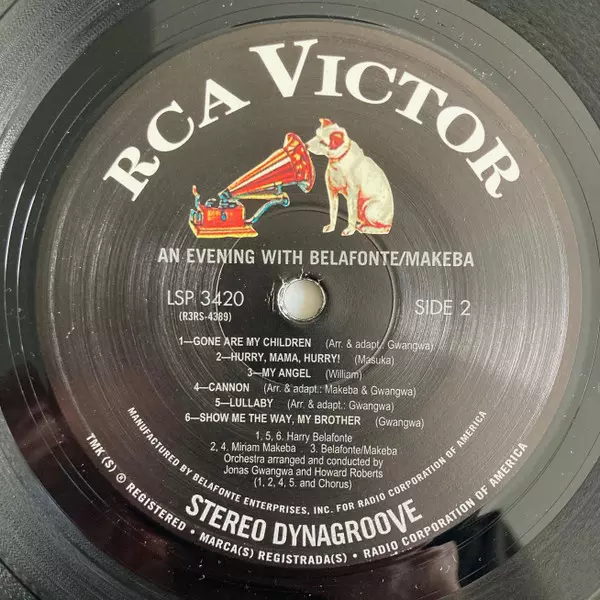 RCA VICTOR
AN EVENING WITH BELAFONTE/MAKEBA
LSP 3420
(R3RS-4389)
SIDE 2
1—GONE ARE MY CHILDREN (Arr. & adapt.: Gwangwa)
2—HURRY, MAMA, HURRY! (Masuka)
3—MY ANGEL (William)
4—CANNON (Arr. & adapt.: Makeba & Gwangwa)
5—LULLABY (Arr. & adapt.: Gwangwa)
6—SHOW ME THE WAY, MY BROTHER (Gwangwa)
1, 5, 6. Harry Belafonte
2, 4. Miriam Makeba 3. Belafonte/Makeba
Orchestra arranged and conducted by
Jonas Gwangwa and Howard Roberts
(1, 2, 4, 5. and Chorus)
MANUFACTURED BY BELAFONTE ENTERPRISES, INC. FOR RADIO CORPORATION OF AMERICA
STEREO DYNAGROOVE
TMK (S) ® REGISTERED • MARCA(S) REGISTRADA(S) • RADIO CORPORATION OF AMERICA